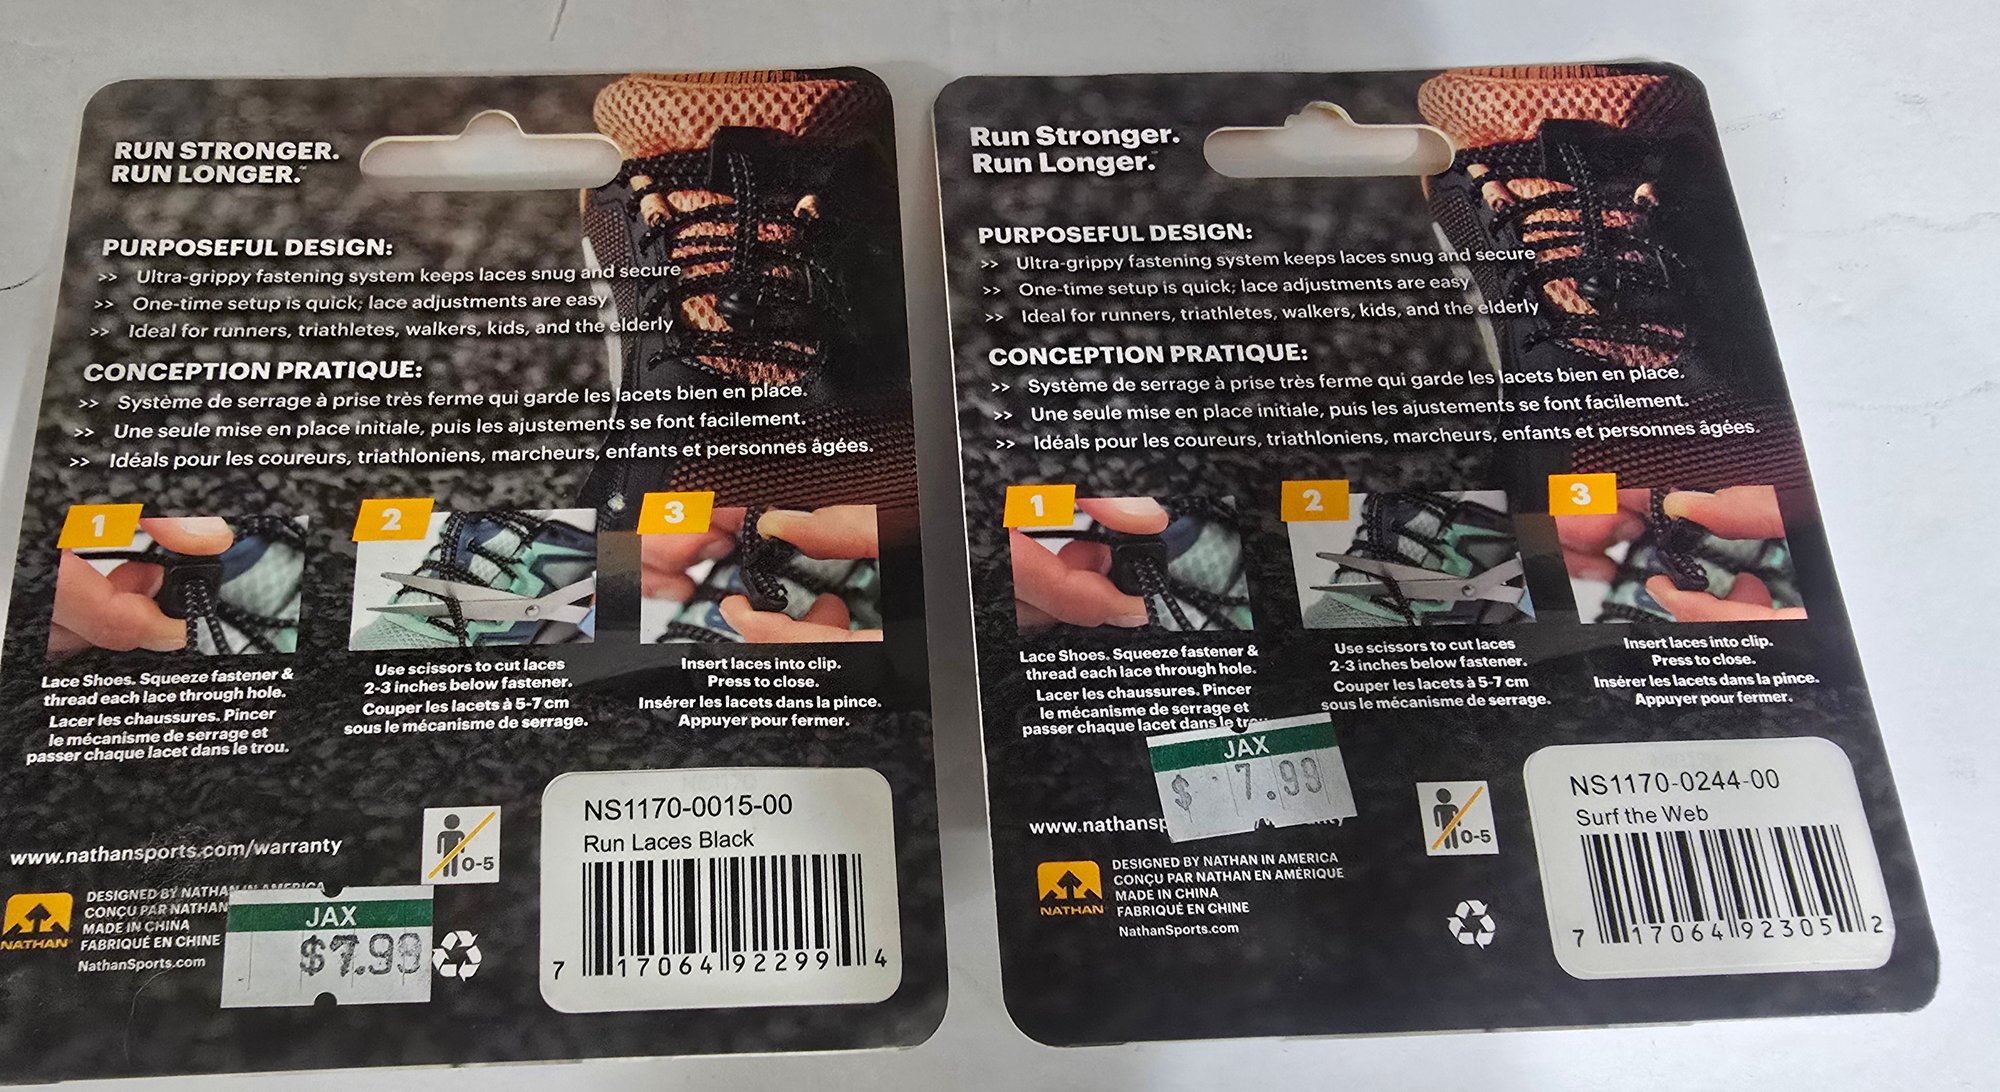 RUN STRONGER.
RUN LONGER.™
PURPOSEFUL DESIGN:
>> Ultra-grippy fastening system keeps laces snug and secure
>> One-time setup is quick; lace adjustments are easy
>> Ideal for runners, triathletes, walkers, kids, and the elderly
CONCEPTION PRATIQUE:
>> Système de serrage à prise très ferme qui garde les lacets bien en place.
>> Une seule mise en place initiale, puis les ajustements se font facilement.
>> Idéals pour les coureurs, triathloniens, marcheurs, enfants et personnes âgées.
1
Lace Shoes. Squeeze fastener &
thread each lace through hole.
Lacer les chaussures. Pincer
le mécanisme de serrage et
passer chaque lacet dans le trou.
2
Use scissors to cut laces
2-3 inches below fastener.
Couper les lacets à 5-7 cm
sous le mécanisme de serrage.
3
Insert laces into clip.
Press to close.
Insérer les lacets dans la pince.
Appuyer pour fermer.
www.nathansports.com/warranty
0-5
NATHAN
DESIGNED BY NATHAN IN AMERICA
CONÇU PAR NATHAN
MADE IN CHINA
FABRIQUÉ EN CHINE
NathanSports.com
JAX
$7.99
NS1170-0015-00
Run Laces Black
7 17064 92299 4
Run Stronger.
Run Longer.™
PURPOSEFUL DESIGN:
>> Ultra-grippy fastening system keeps laces snug and secure
>> One-time setup is quick; lace adjustments are easy
>> Ideal for runners, triathletes, walkers, kids, and the elderly
CONCEPTION PRATIQUE:
>> Système de serrage à prise très ferme qui garde les lacets bien en place.
>> Une seule mise en place initiale, puis les ajustements se font facilement.
>> Idéals pour les coureurs, triathloniens, marcheurs, enfants et personnes âgées.
1
Lace Shoes. Squeeze fastener &
thread each lace through hole.
Lacer les chaussures. Pincer
le mécanisme de serrage et
passer chaque lacet dans le trou.
2
Use scissors to cut laces
2-3 inches below fastener.
Couper les lacets à 5-7 cm
sous le mécanisme de serrage.
3
Insert laces into clip.
Press to close.
Insérer les lacets dans la pince.
Appuyer pour fermer.
JAX
$ 7.99
www.nathansp
0-5
NATHAN
DESIGNED BY NATHAN IN AMERICA
CONÇU PAR NATHAN EN AMÉRIQUE
MADE IN CHINA
FABRIQUÉ EN CHINE
NathanSports.com
NS1170-0244-00
Surf the Web
7 17064 92305 2